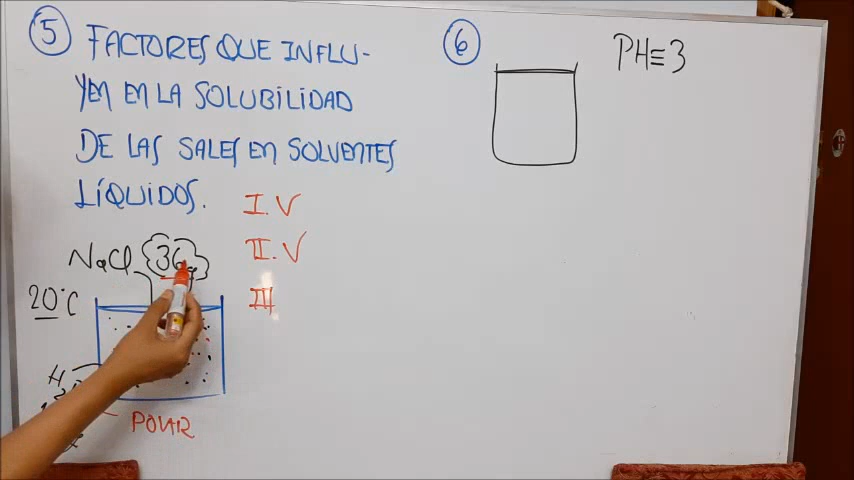 5 FACTORES QUE INFLU-
YEN EN LA SOLUBILIDAD
DE LAS SALES EN SOLVENTES
LÍQUIDOS.
I. V
II. V
III
NaCl 36g
20°C
H
POLAR
6
PH≡3